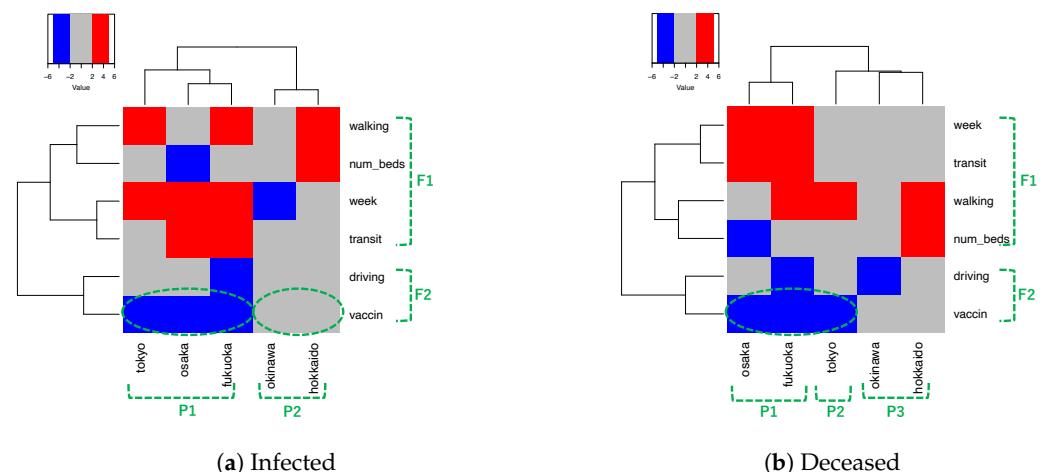 -6 -2 2 4 6
Value
walking
num_beds
week
transit
driving
vaccin
F1
F2
tokyo
osaka
fukuoka
okinawa
hokkaido
P1
P2
(a) Infected
-6 -2 2 4 6
Value
week
transit
walking
num_beds
driving
vaccin
F1
F2
osaka
fukuoka
tokyo
okinawa
hokkaido
P1
P2
P3
(b) Deceased